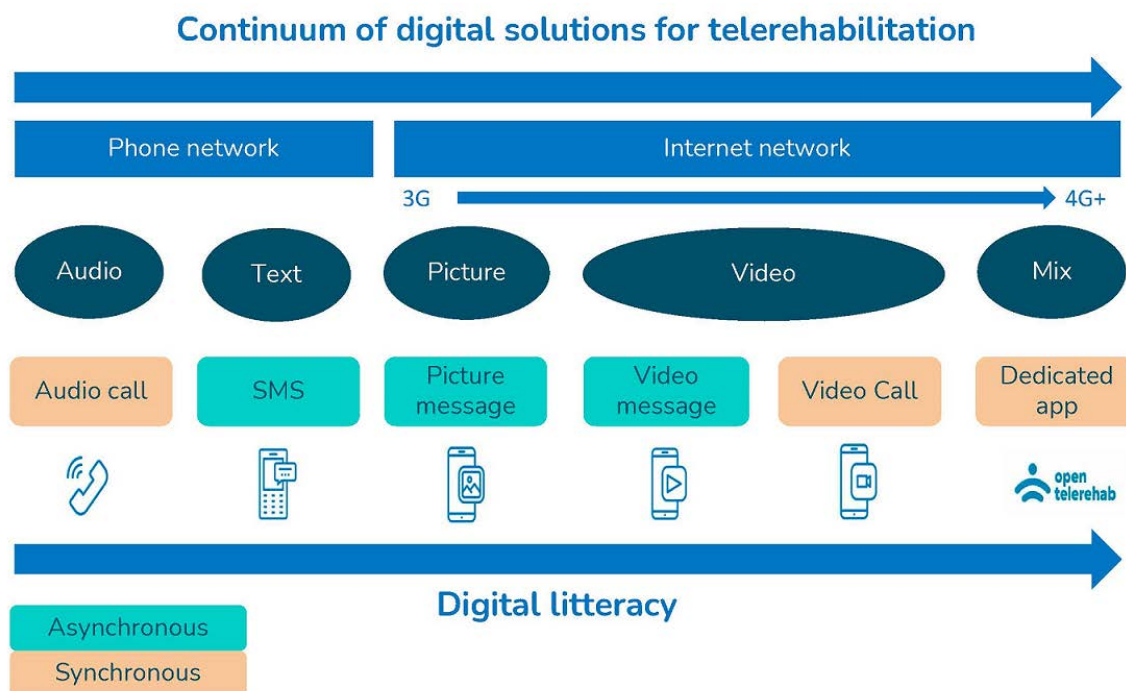 Continuum of digital solutions for telerehabilitation
Phone network
Internet network
3G
4G+
Audio
Text
Picture
Video
Mix
Audio call
SMS
Picture
message
Video
message
Video Call
Dedicated
app
open
telerehab
Digital litteracy
Asynchronous
Synchronous